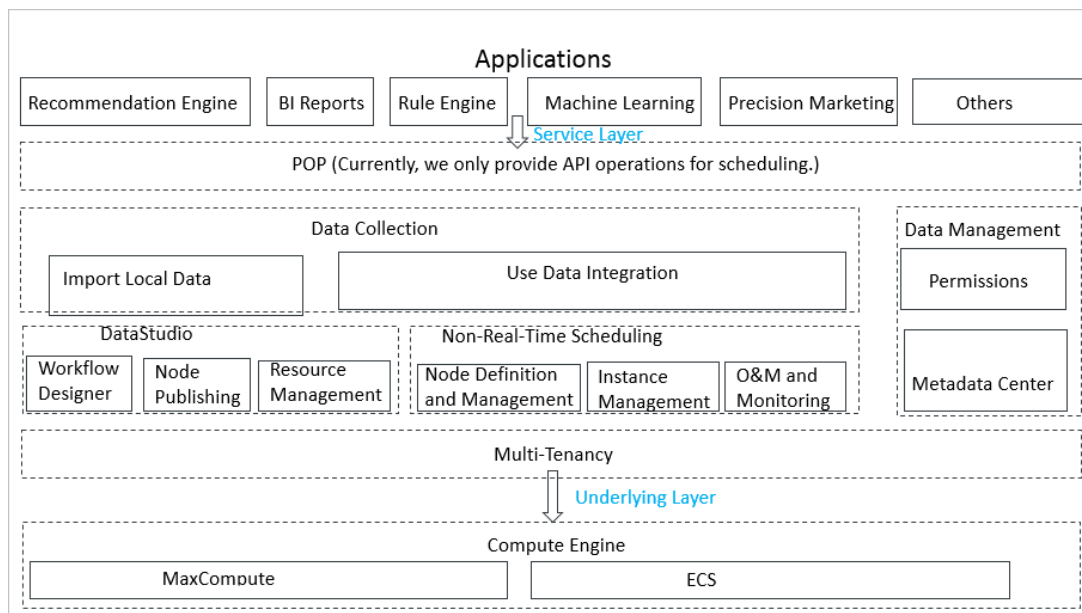 Applications
Recommendation Engine
BI Reports
Rule Engine
Machine Learning
Precision Marketing
Others
Service Layer
POP (Currently, we only provide API operations for scheduling.)
Data Collection
Import Local Data
Use Data Integration
Data Management
Permissions
Metadata Center
DataStudio
Workflow
Designer
Node
Publishing
Resource
Management
Non-Real-Time Scheduling
Node Definition
and Management
Instance
Management
O&M and
Monitoring
Multi-Tenancy
Underlying Layer
Compute Engine
MaxCompute
ECS